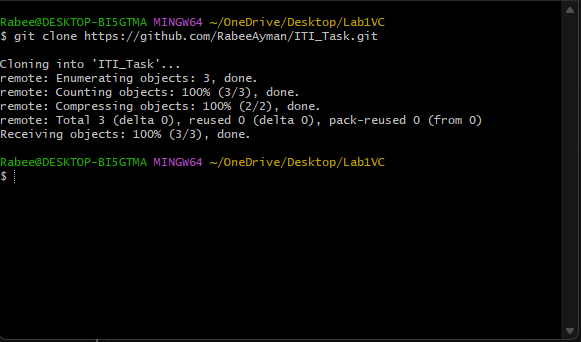 Rabee@DESKTOP-BI5GTMA MINGW64 ~/OneDrive/Desktop/Lab1VC
$ git clone https://github.com/RabeeAyman/ITI_Task.git
Cloning into 'ITI_Task'...
remote: Enumerating objects: 3, done.
remote: Counting objects: 100% (3/3), done.
remote: Compressing objects: 100% (2/2), done.
remote: Total 3 (delta 0), reused 0 (delta 0), pack-reused 0 (from 0)
Receiving objects: 100% (3/3), done.
Rabee@DESKTOP-BI5GTMA MINGW64 ~/OneDrive/Desktop/Lab1VC
$